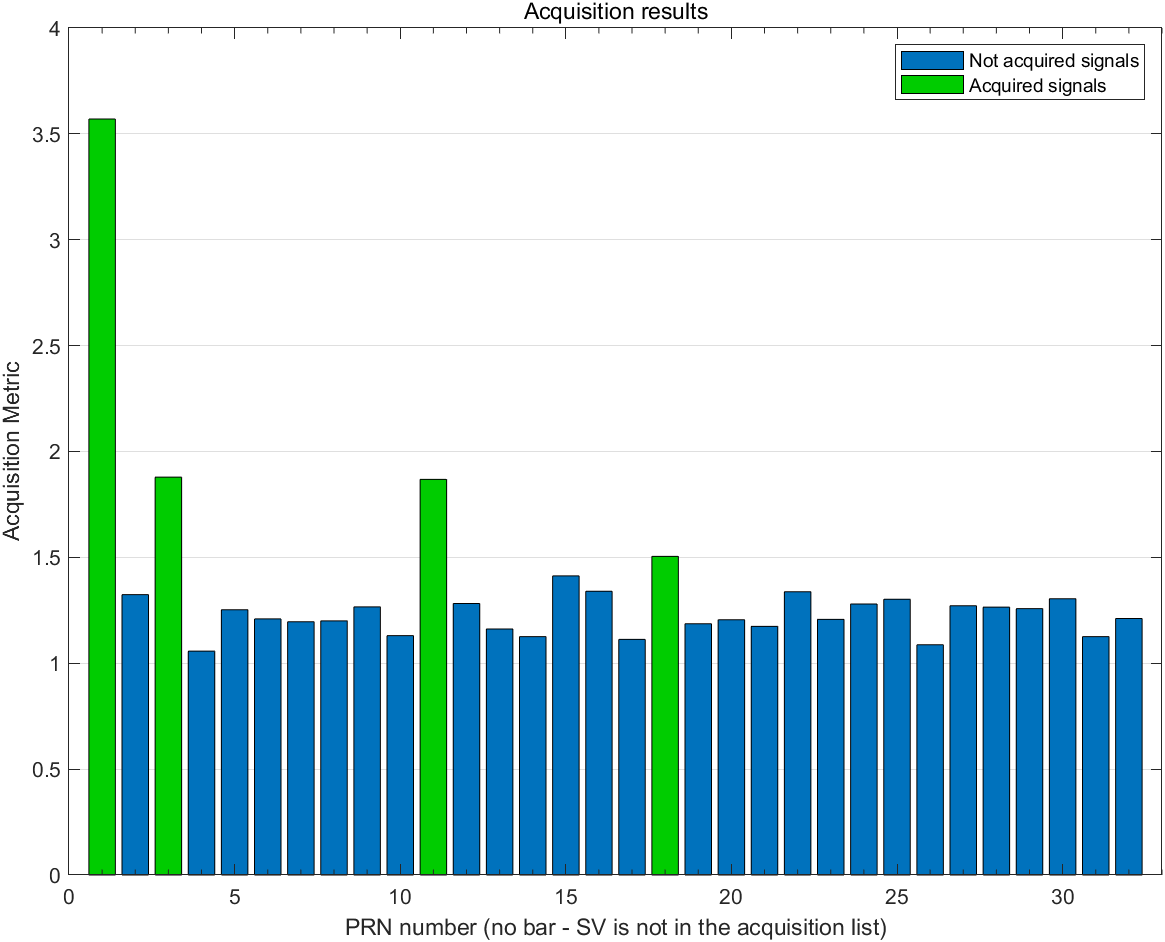 Acquisition results
Not acquired signals
Acquired signals
4
3.5
3
2.5
2
1.5
1
0.5
0
Acquisition Metric
0 5 10 15 20 25 30
PRN number (no bar - SV is not in the acquisition list)